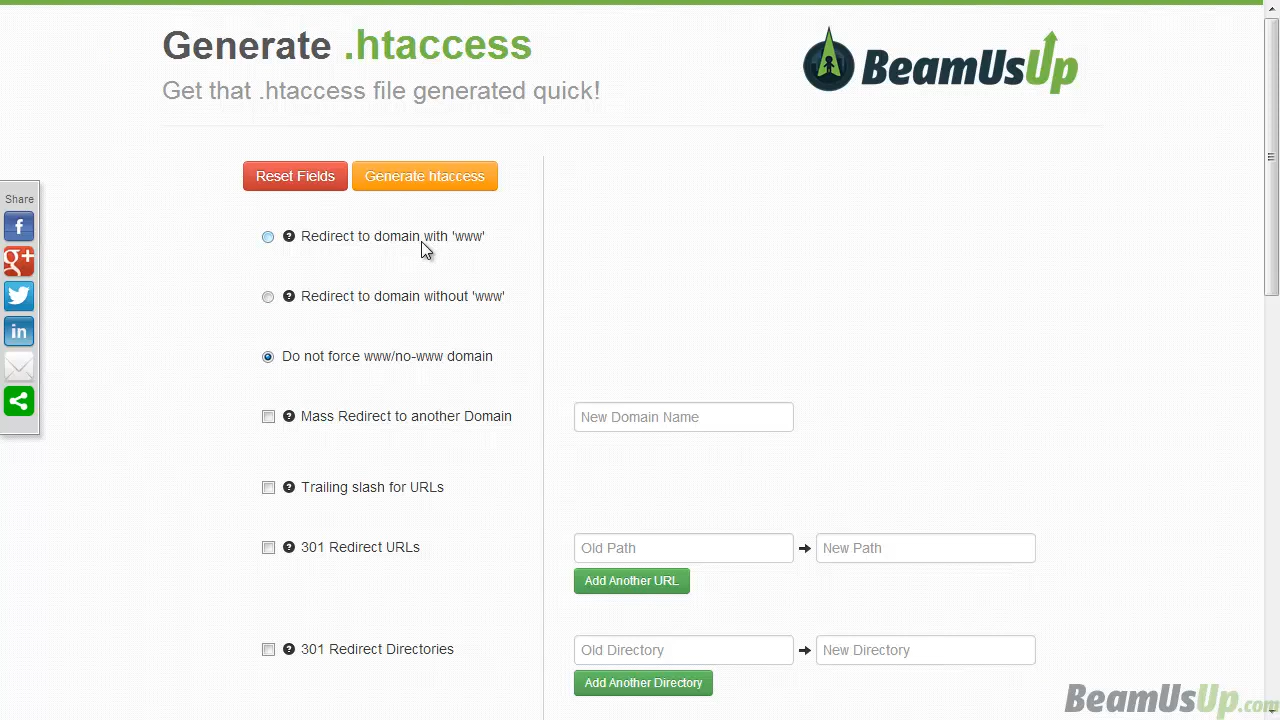 Generate .htaccess
BeamUsUp
Get that .htaccess file generated quick!
Reset Fields
Generate htaccess
Share
Redirect to domain with 'www'
Redirect to domain without 'www'
Do not force www/no-www domain
Mass Redirect to another Domain
New Domain Name
Trailing slash for URLs
301 Redirect URLs
Old Path
New Path
Add Another URL
301 Redirect Directories
Old Directory
New Directory
Add Another Directory
BeamUsUp.com